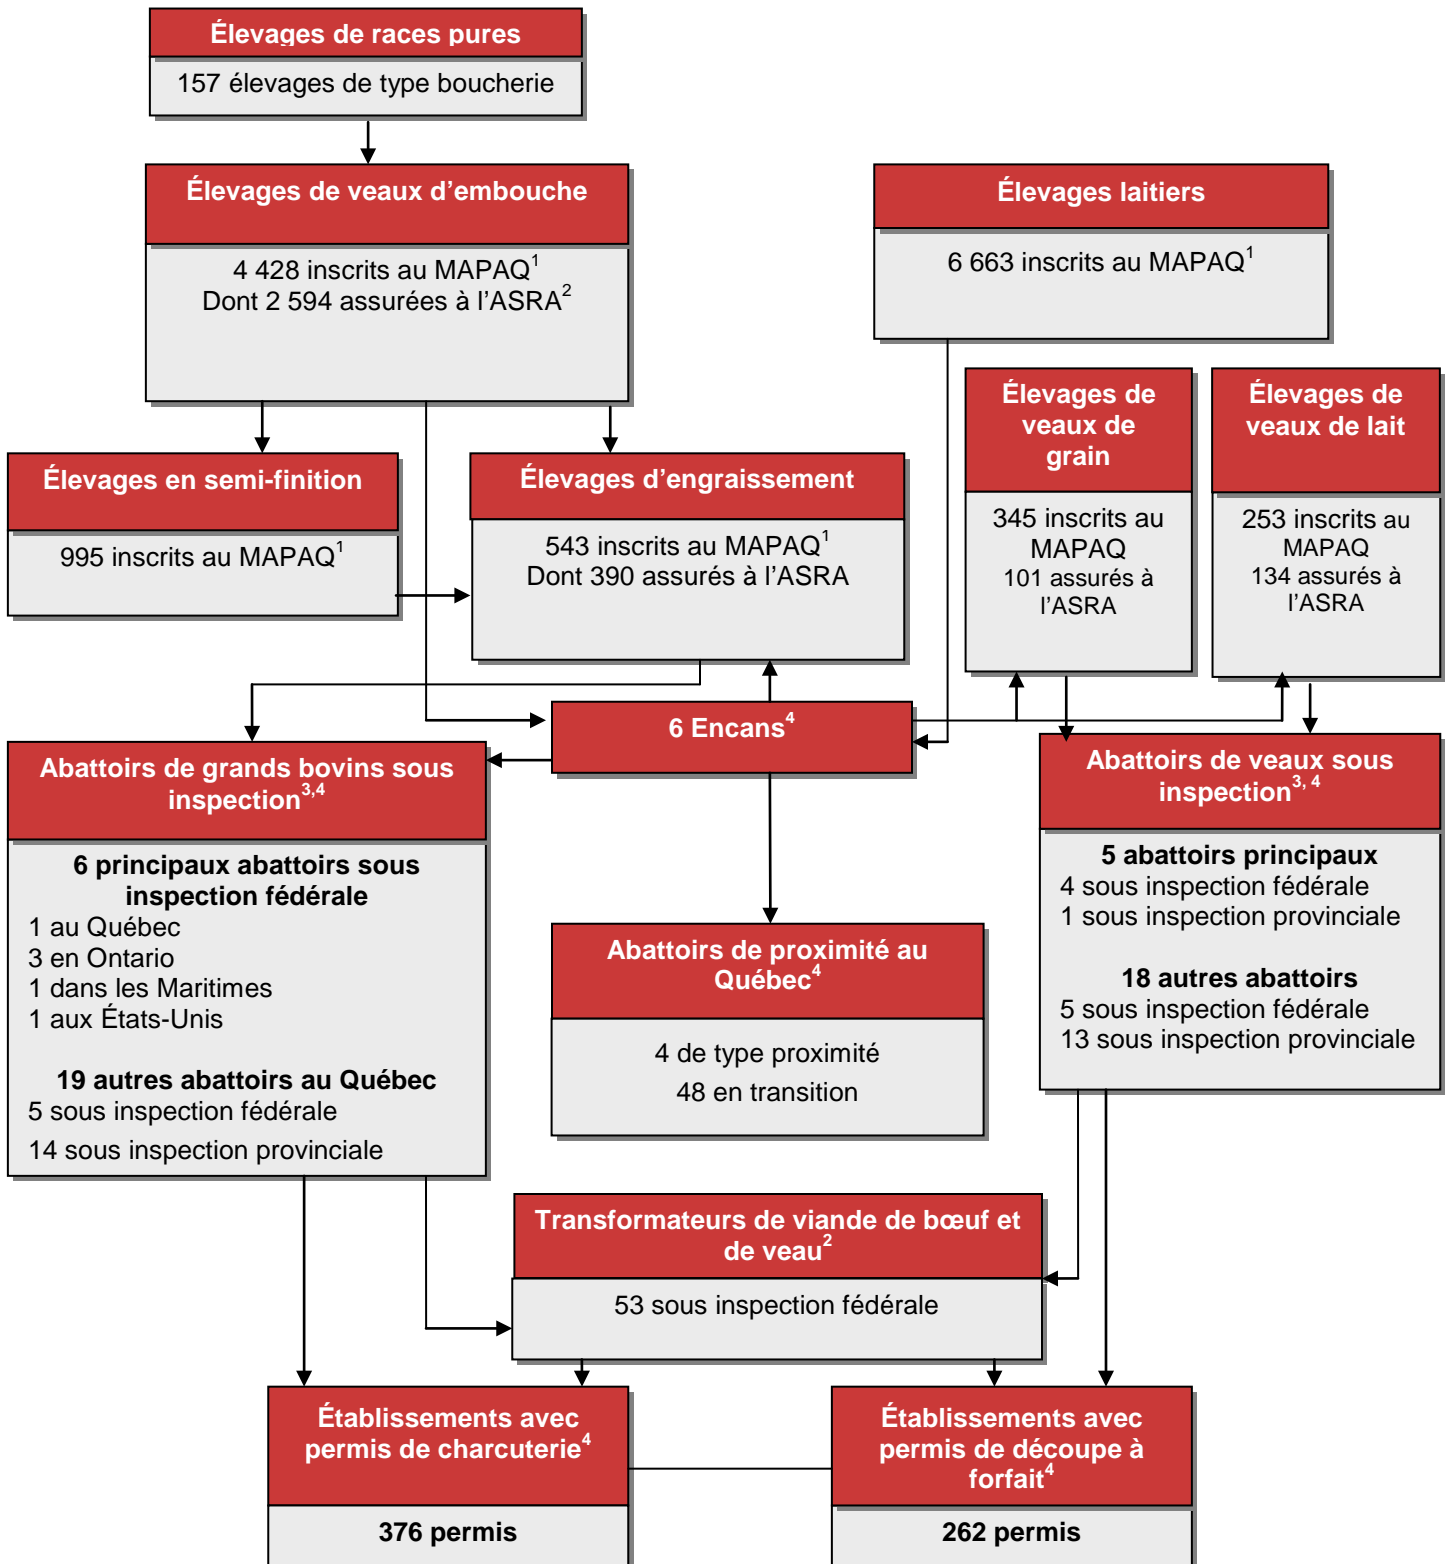 Élevages de races pures
157 élevages de type boucherie
Élevages de veaux d'embouche
4 428 inscrits au MAPAQ¹
Dont 2 594 assurées à l'ASRA²
Élevages laitiers
6 663 inscrits au MAPAQ¹
Élevages en semi-finition
995 inscrits au MAPAQ¹
Élevages d'engraissement
543 inscrits au MAPAQ¹
Dont 390 assurés à l'ASRA
Élevages de
veaux de
grain
345 inscrits au
MAPAQ
101 assurés à
l'ASRA
Élevages de
veaux de lait
253 inscrits au
MAPAQ
134 assurés à
l'ASRA
6 Encans⁴
Abattoirs de grands bovins sous
inspection³,⁴
6 principaux abattoirs sous
inspection fédérale
1 au Québec
3 en Ontario
1 dans les Maritimes
1 aux États-Unis
19 autres abattoirs au Québec
5 sous inspection fédérale
14 sous inspection provinciale
Abattoirs de proximité au
Québec⁴
4 de type proximité
48 en transition
Abattoirs de veaux sous
inspection³, ⁴
5 abattoirs principaux
4 sous inspection fédérale
1 sous inspection provinciale
18 autres abattoirs
5 sous inspection fédérale
13 sous inspection provinciale
Transformateurs de viande de bœuf et
de veau²
53 sous inspection fédérale
Établissements avec
permis de charcuterie⁴
376 permis
Établissements avec
permis de découpe à
forfait⁴
262 permis